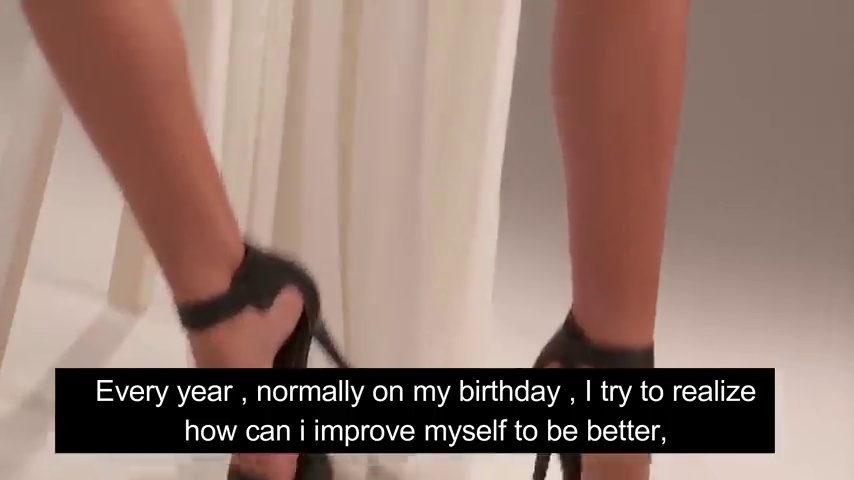 Every year , normally on my birthday , I try to realize
how can i improve myself to be better,